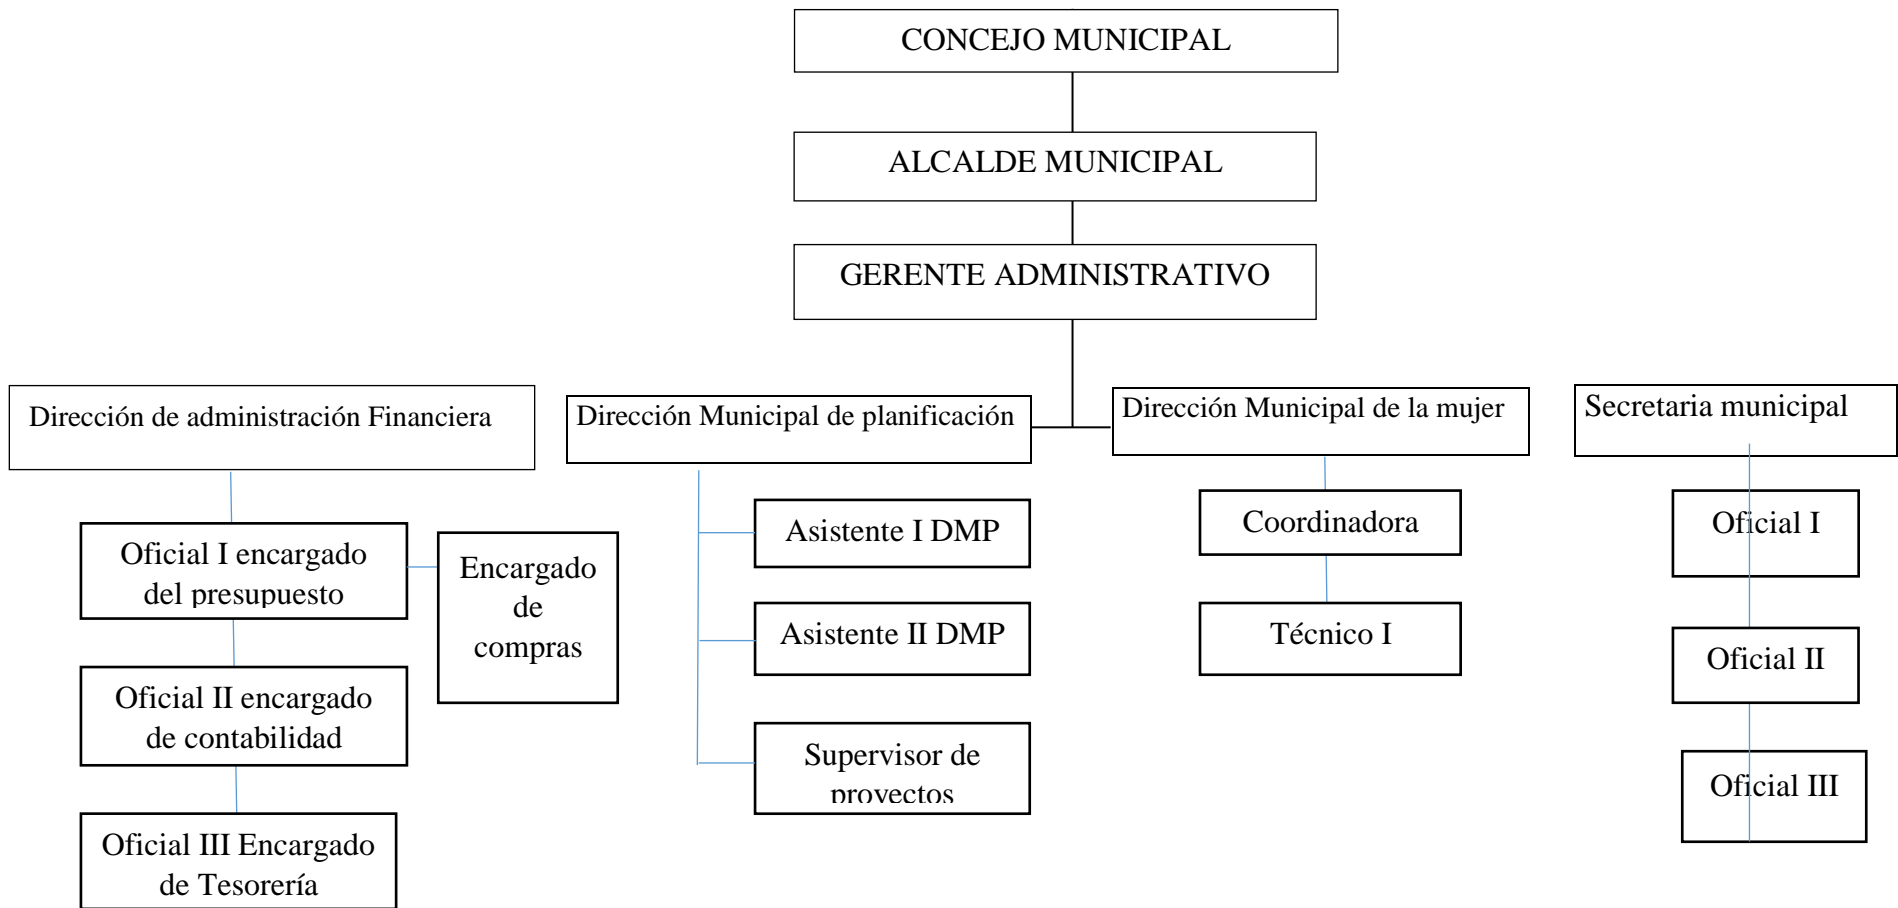 CONCEJO MUNICIPAL
ALCALDE MUNICIPAL
GERENTE ADMINISTRATIVO
Dirección de administración Financiera
Oficial I encargado
del presupuesto
Encargado
de
compras
Oficial II encargado
de contabilidad
Oficial III Encargado
de Tesorería
Dirección Municipal de planificación
Asistente I DMP
Asistente II DMP
Supervisor de
proyectos
Dirección Municipal de la mujer
Coordinadora
Técnico I
Secretaria municipal
Oficial I
Oficial II
Oficial III